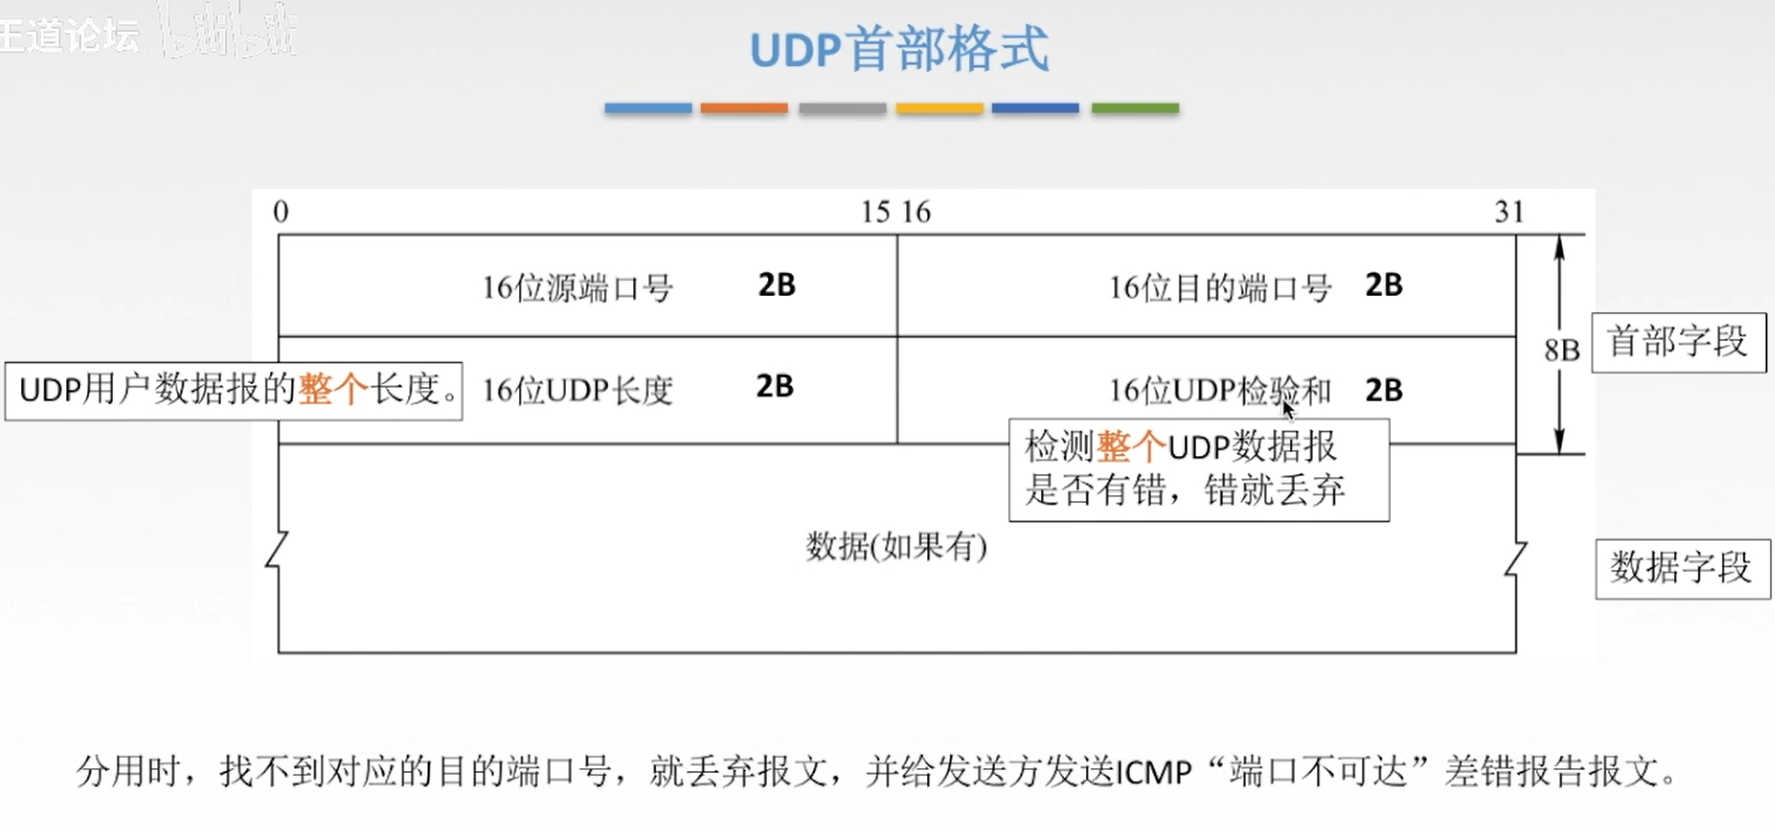 王道论坛 bilibili
UDP首部格式
0 15 16 31
16位源端口号 2B 16位目的端口号 2B
8B 首部字段
UDP用户数据报的整个长度。 16位UDP长度 2B 16位UDP检验和 2B
检测整个UDP数据报
是否有错，错就丢弃
数据(如果有) 数据字段
分用时，找不到对应的目的端口号，就丢弃报文，并给发送方发送ICMP“端口不可达”差错报告报文。